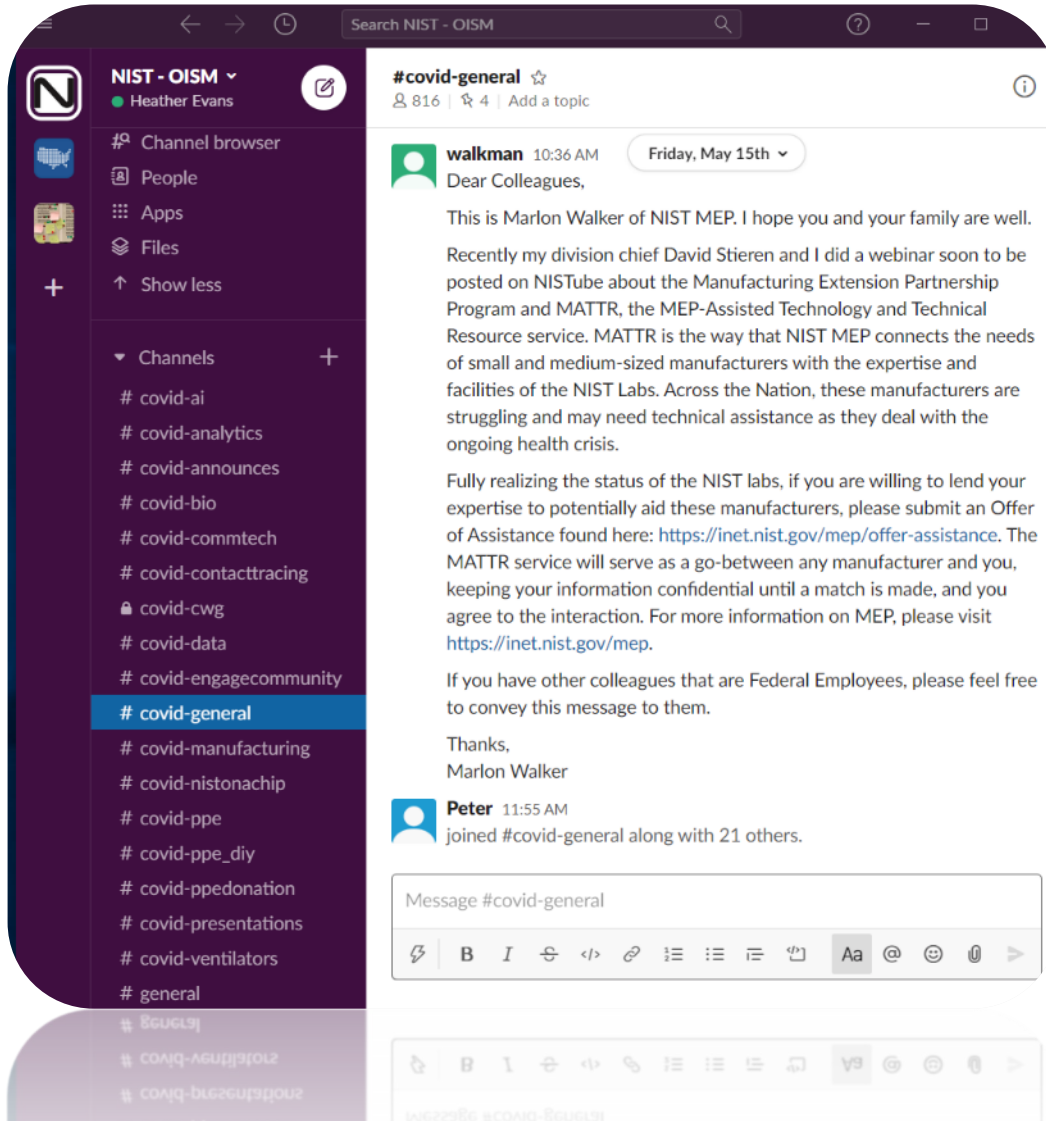 Search NIST - OISM
N
NIST - OISM
Heather Evans
Channel browser
People
Apps
Files
Show less
Channels
# covid-ai
# covid-analytics
# covid-announces
# covid-bio
# covid-commtech
# covid-contacttracing
covid-cwg
# covid-data
# covid-engagecommunity
# covid-general
# covid-manufacturing
# covid-nistonachip
# covid-ppe
# covid-ppe_diy
# covid-ppedonation
# covid-presentations
# covid-ventilators
# general
#covid-general
816 | 4 | Add a topic
Friday, May 15th
walkman 10:36 AM
Dear Colleagues,
This is Marlon Walker of NIST MEP. I hope you and your family are well.
Recently my division chief David Stieren and I did a webinar soon to be
posted on NISTube about the Manufacturing Extension Partnership
Program and MATTR, the MEP-Assisted Technology and Technical
Resource service. MATTR is the way that NIST MEP connects the needs
of small and medium-sized manufacturers with the expertise and
facilities of the NIST Labs. Across the Nation, these manufacturers are
struggling and may need technical assistance as they deal with the
ongoing health crisis.
Fully realizing the status of the NIST labs, if you are willing to lend your
expertise to potentially aid these manufacturers, please submit an Offer
of Assistance found here: https://inet.nist.gov/mep/offer-assistance. The
MATTR service will serve as a go-between any manufacturer and you,
keeping your information confidential until a match is made, and you
agree to the interaction. For more information on MEP, please visit
https://inet.nist.gov/mep.
If you have other colleagues that are Federal Employees, please feel free
to convey this message to them.
Thanks,
Marlon Walker
Peter 11:55 AM
joined #covid-general along with 21 others.
Message #covid-general
B I S </> Aa @
# general
# covid-ventilators
# covid-presentations
B I S </> Aa @
Message #covid-general